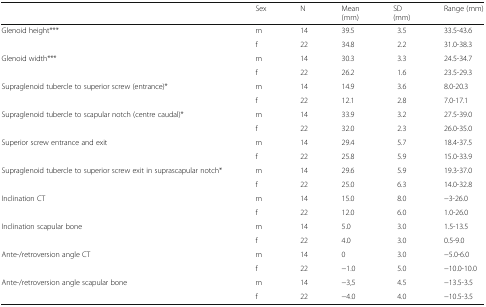 Sex N Mean (mm) SD (mm) Range (mm)
Glenoid height*** m 14 39.5 3.5 33.5-43.6
f 22 34.8 2.2 31.0-38.3
Glenoid width*** m 14 30.3 3.3 24.5-34.7
f 22 26.2 1.6 23.5-29.3
Supraglenoid tubercle to superior screw (entrance)* m 14 14.9 3.6 8.0-20.3
f 22 12.1 2.8 7.0-17.1
Supraglenoid tubercle to scapular notch (centre caudal)* m 14 33.9 3.2 27.5-39.0
f 22 32.0 2.3 26.0-35.0
Superior screw entrance and exit m 14 29.4 5.7 18.4-37.5
f 22 25.8 5.9 15.0-33.9
Supraglenoid tubercle to superior screw exit in suprascapular notch* m 14 29.6 5.9 19.3-37.0
f 22 25.0 6.3 14.0-32.8
Inclination CT m 14 15.0 8.0 −3-26.0
f 22 12.0 6.0 1.0-26.0
Inclination scapular bone m 14 5.0 3.0 1.5-13.5
f 22 4.0 3.0 0.5-9.0
Ante-/retroversion angle CT m 14 0 3.0 −5.0-6.0
f 22 −1.0 5.0 −10.0-10.0
Ante-/retroversion angle scapular bone m 14 −3,5 4.5 −13.5-3.5
f 22 −4.0 4.0 −10.5-3.5